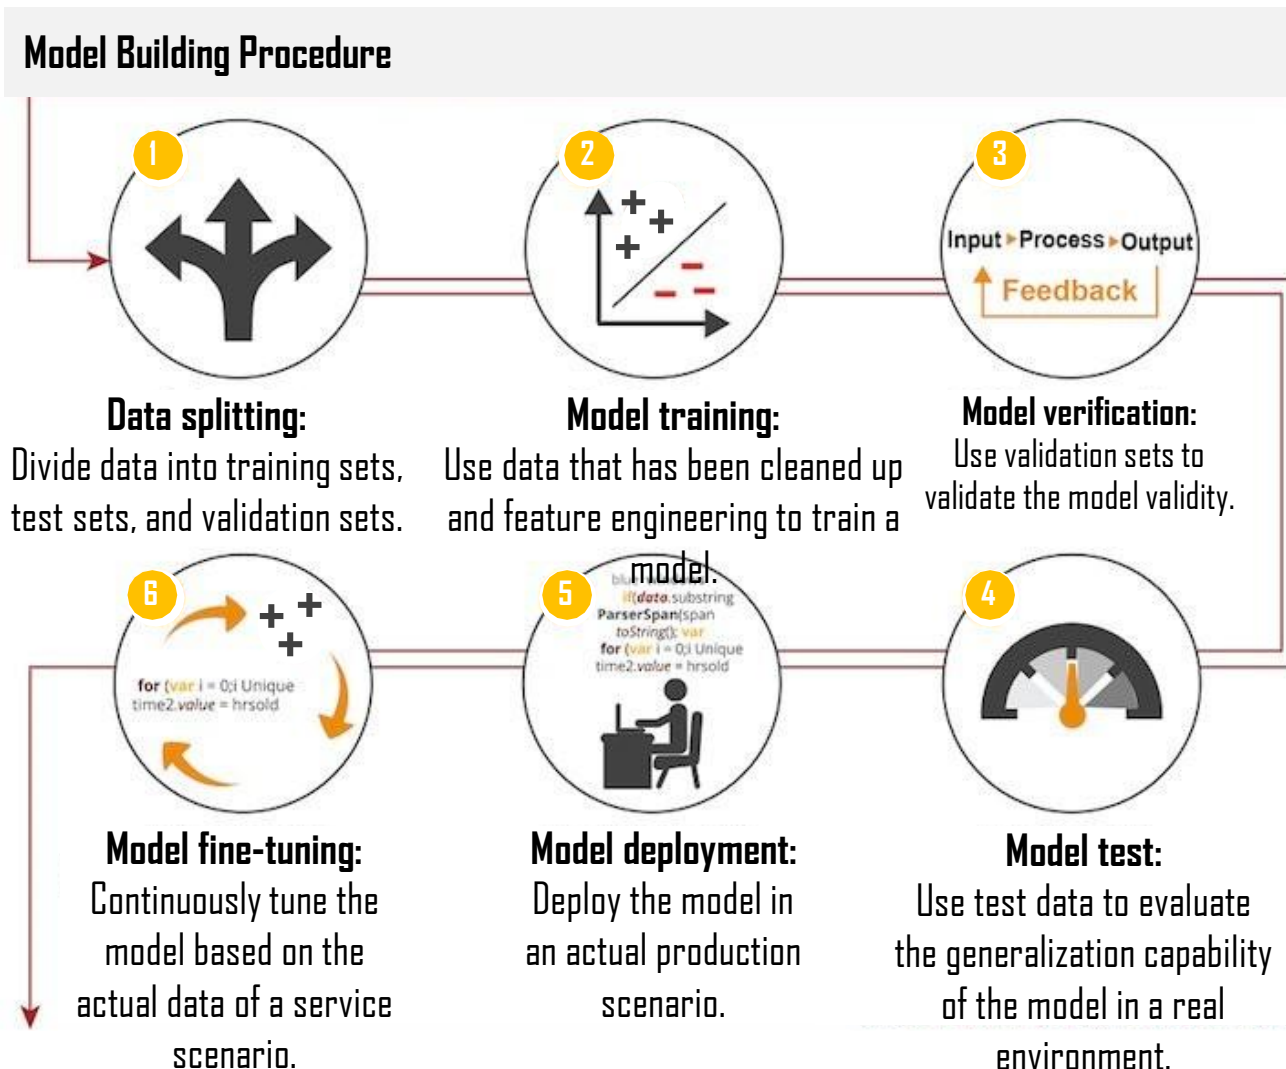 Model Building Procedure
1
Data splitting:
Divide data into training sets,
test sets, and validation sets.
2
Model training:
Use data that has been cleaned up
and feature engineering to train a
model.
3
Input Process Output
Feedback
Model verification:
Use validation sets to
validate the model validity.
4
Model test:
Use test data to evaluate
the generalization capability
of the model in a real
environment.
5
if(data.substring
ParserSpan(span
toString(); var
for (var i = 0;i Unique
time2.value = hrsold
Model deployment:
Deploy the model in
an actual production
scenario.
6
for (var i = 0;i Unique
time2.value = hrsold
Model fine-tuning:
Continuously tune the
model based on the
actual data of a service
scenario.